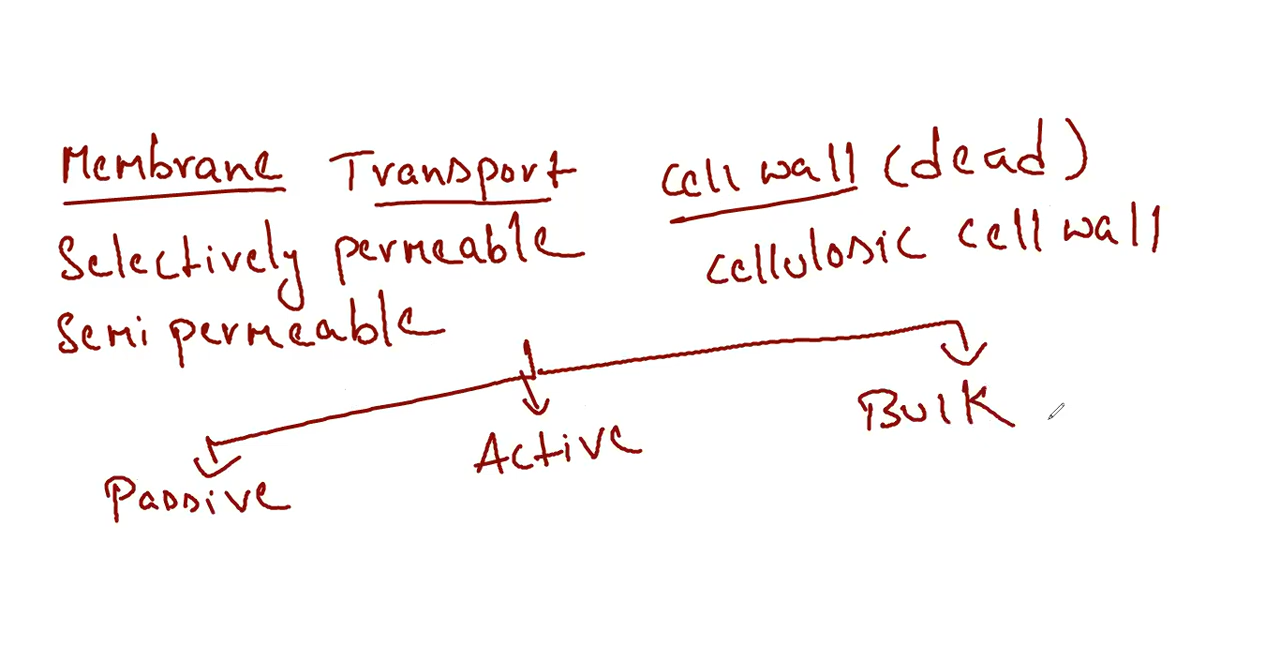 Membrane Transport
Selectively permeable
Semi permeable
cell wall (dead)
cellulosic cell wall
Passive
Active
Bulk